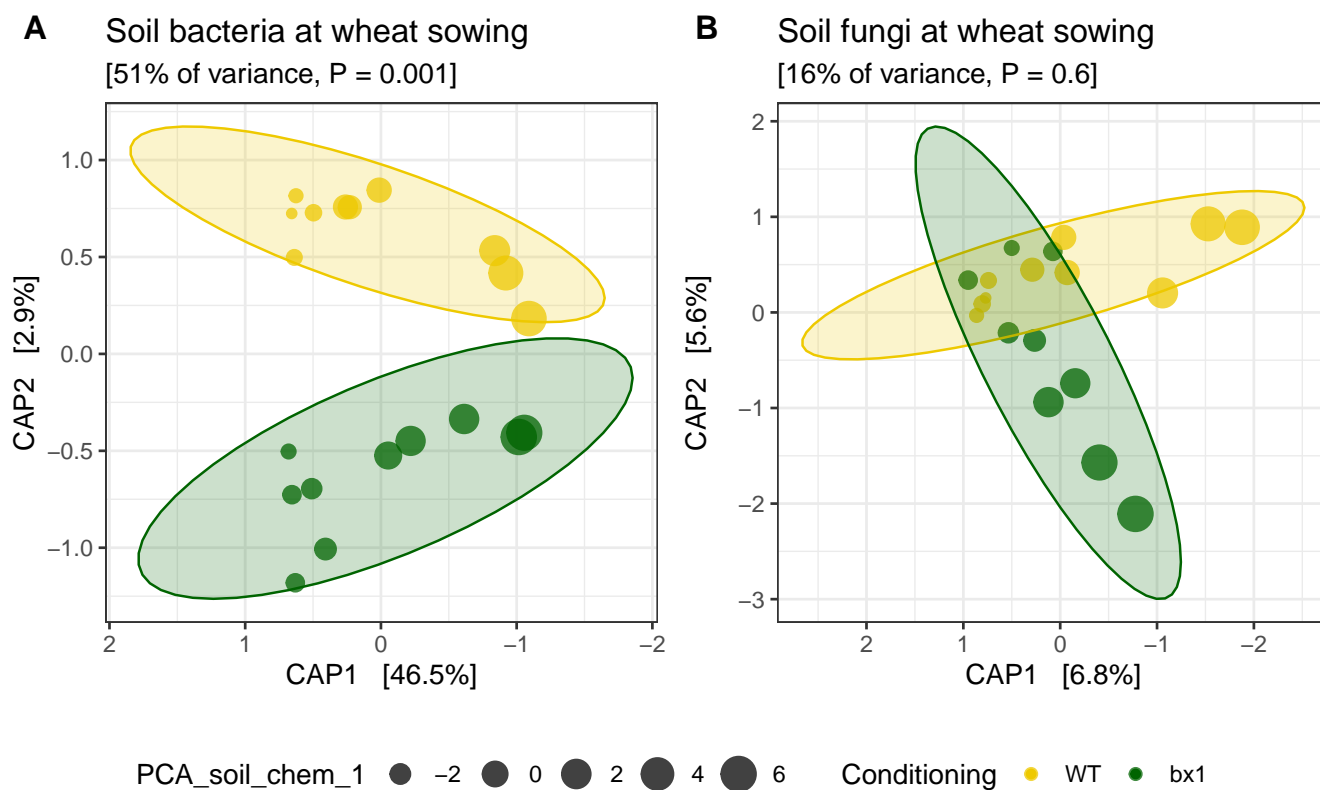 A Soil bacteria at wheat sowing
[51% of variance, P = 0.001]
1.0
0.5
0.0
−0.5
−1.0
CAP2 [2.9%]
2 1 0 −1 −2
CAP1 [46.5%]
B Soil fungi at wheat sowing
[16% of variance, P = 0.6]
2
1
0
−1
−2
−3
CAP2 [5.6%]
2 1 0 −1 −2
CAP1 [6.8%]
PCA_soil_chem_1 −2 0 2 4 6 Conditioning WT bx1